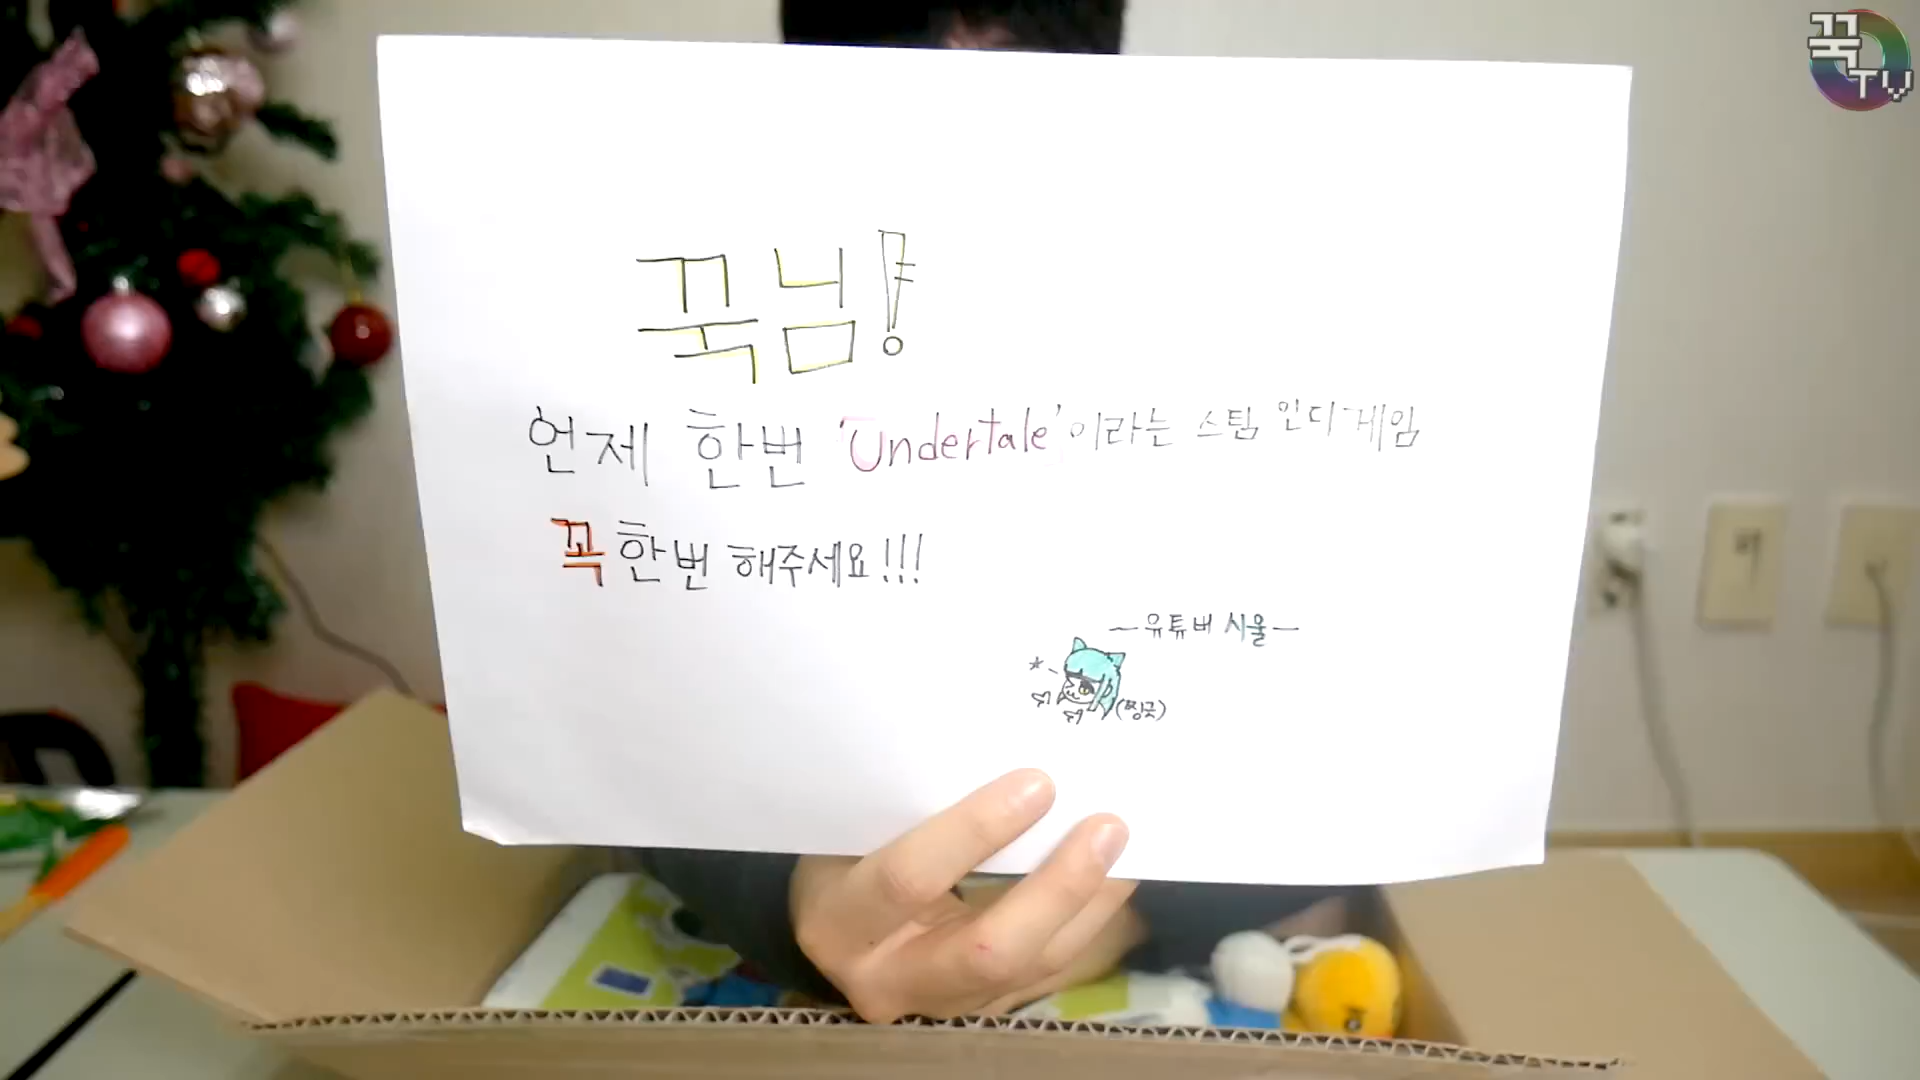 꾹TV
꾹님!
언제 한번 'Undertale'이라는 스팀 인디게임
꼭 한번 해주세요!!!
-유튜버 시울-
(찡긋)